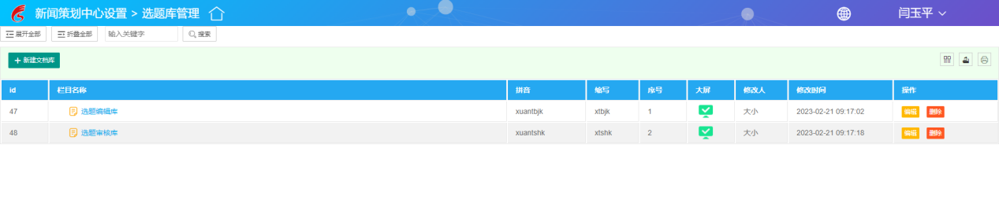 新闻策划中心设置 > 选题库管理
闫玉平
展开全部 折叠全部 输入关键字 搜索
+ 新建文档库
id 栏目名称 拼音 缩写 序号 大屏 修改人 修改时间 操作
47 选题编辑库 xuantbjk xtbjk 1 大小 2023-02-21 09:17:02 编辑 删除
48 选题审核库 xuantshk xtshk 2 大小 2023-02-21 09:17:18 编辑 删除